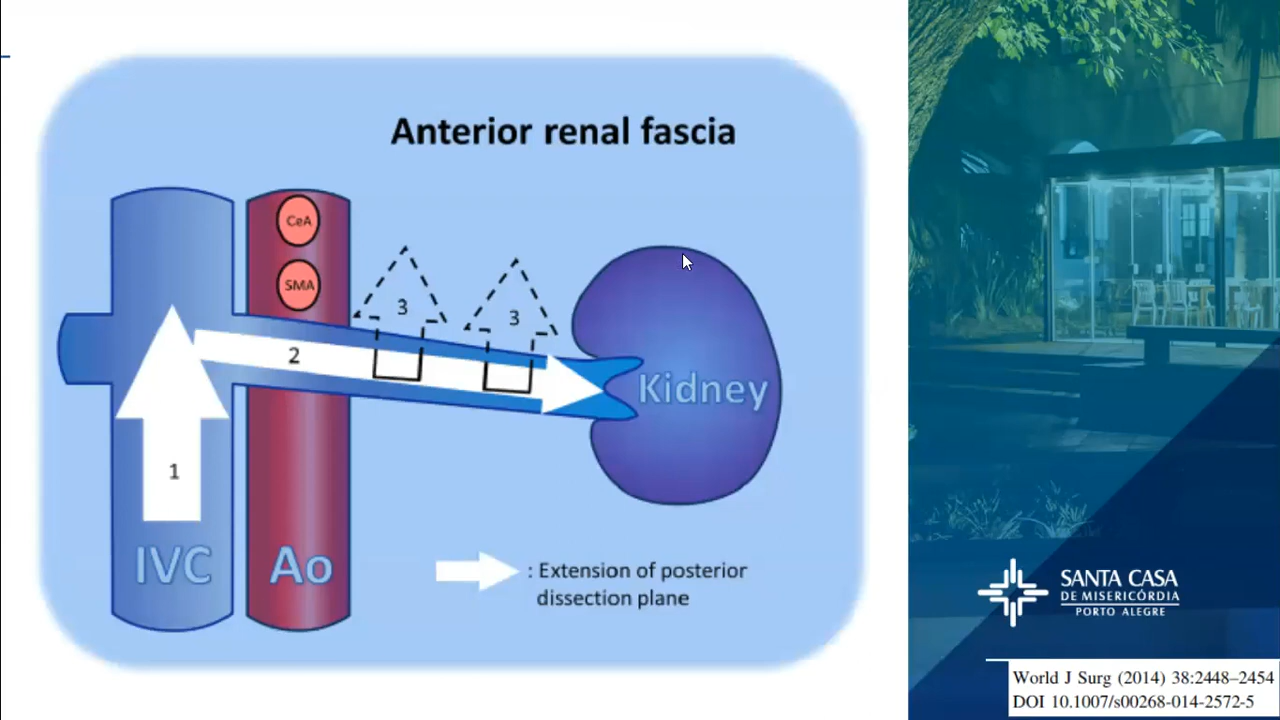 Anterior renal fascia
CeA
SMA
3
3
2
Kidney
1
IVC
Ao
: Extension of posterior
dissection plane
SANTA CASA
DE MISERICÓRDIA
PORTO ALEGRE
World J Surg (2014) 38:2448–2454
DOI 10.1007/s00268-014-2572-5